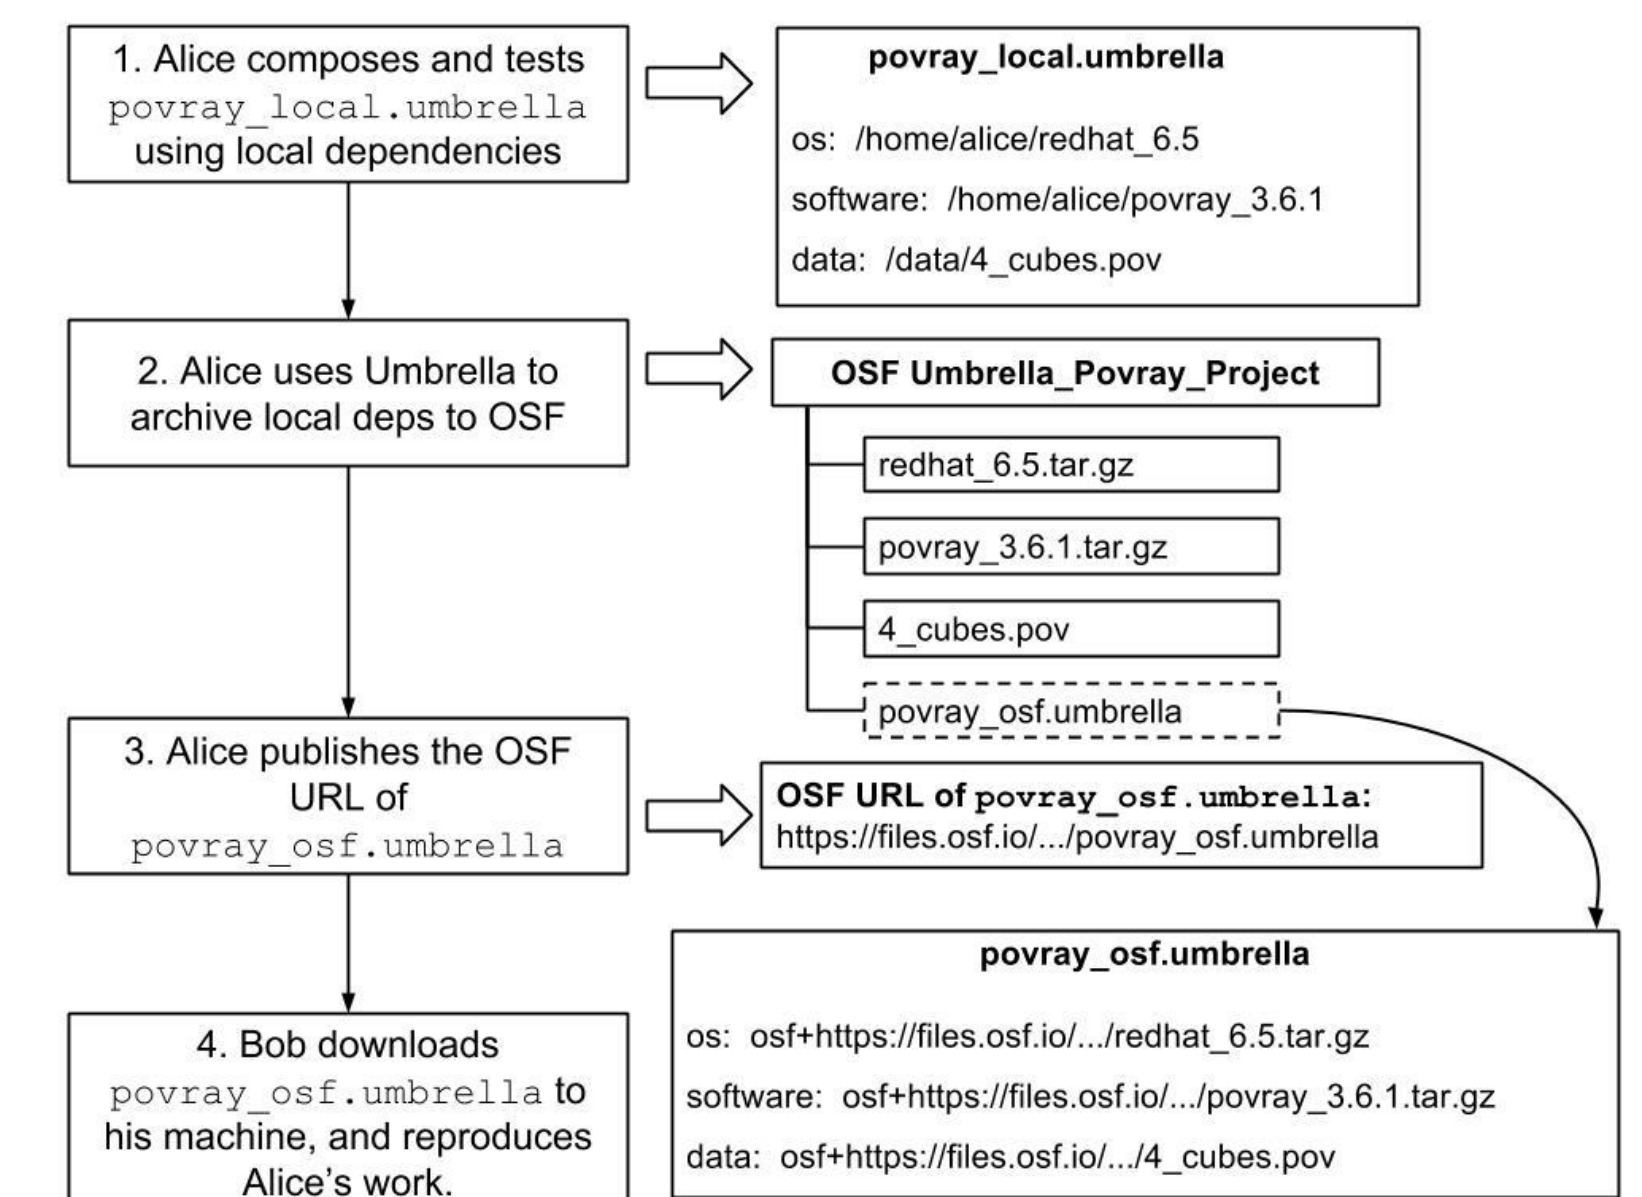 1. Alice composes and tests
povray_local.umbrella
using local dependencies
povray_local.umbrella
os: /home/alice/redhat_6.5
software: /home/alice/povray_3.6.1
data: /data/4_cubes.pov
2. Alice uses Umbrella to
archive local deps to OSF
OSF Umbrella_Povray_Project
redhat_6.5.tar.gz
povray_3.6.1.tar.gz
4_cubes.pov
povray_osf.umbrella
3. Alice publishes the OSF
URL of
povray_osf.umbrella
OSF URL of povray_osf.umbrella:
https://files.osf.io/.../povray_osf.umbrella
4. Bob downloads
povray_osf.umbrella to
his machine, and reproduces
Alice's work.
povray_osf.umbrella
os: osf+https://files.osf.io/.../redhat_6.5.tar.gz
software: osf+https://files.osf.io/.../povray_3.6.1.tar.gz
data: osf+https://files.osf.io/.../4_cubes.pov